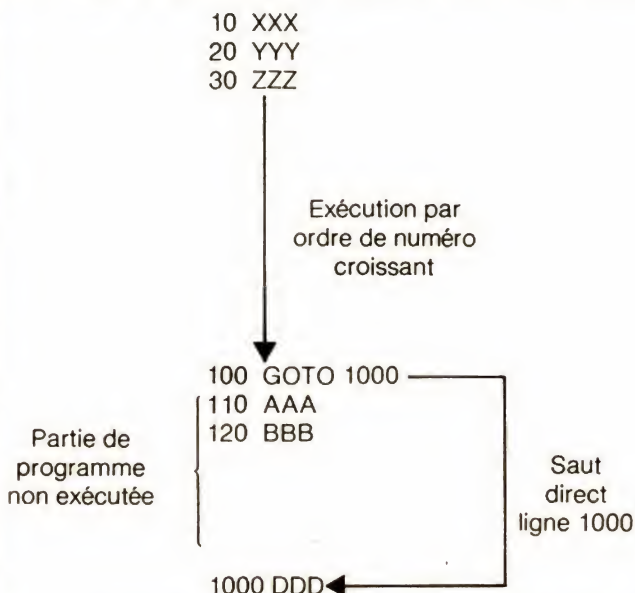 10 XXX
20 YYY
30 ZZZ
Exécution par
ordre de numéro
croissant
100 GOTO 1000
110 AAA
120 BBB
Partie de
programme
non exécutée
Saut
direct
ligne 1000
1000 DDD